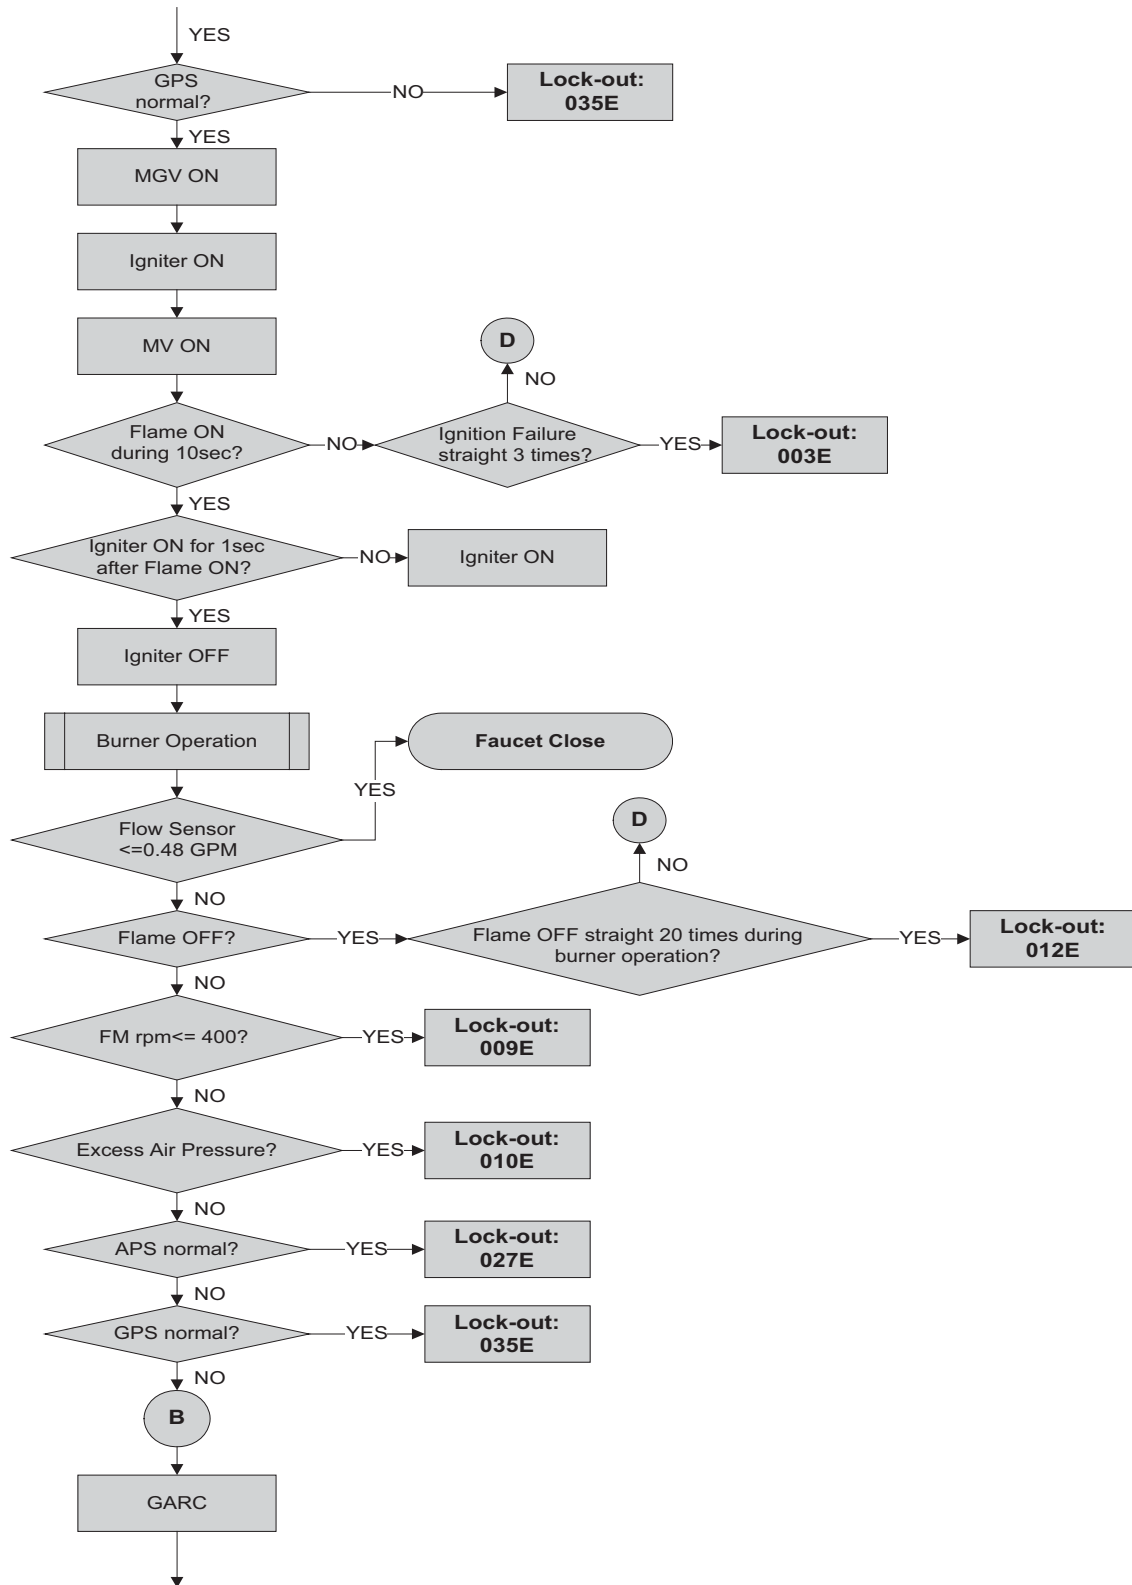 YES
GPS
normal?
NO
Lock-out:
035E
YES
MGV ON
Igniter ON
MV ON
D
NO
Flame ON
during 10sec?
NO
Ignition Failure
straight 3 times?
YES
Lock-out:
003E
YES
Igniter ON for 1sec
after Flame ON?
NO
Igniter ON
YES
Igniter OFF
Burner Operation
Faucet Close
YES
Flow Sensor
<=0.48 GPM
D
NO
NO
Flame OFF?
YES
Flame OFF straight 20 times during
burner operation?
YES
Lock-out:
012E
NO
FM rpm<= 400?
YES
Lock-out:
009E
NO
Excess Air Pressure?
YES
Lock-out:
010E
NO
APS normal?
YES
Lock-out:
027E
NO
GPS normal?
YES
Lock-out:
035E
NO
B
GARC